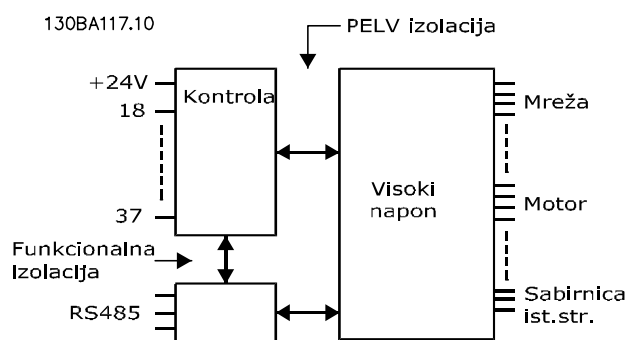 130BA117.10
PELV izolacija
+24V
18
37
Kontrola
Visoki
napon
Mreža
Motor
Sabirnica
ist.str.
Funkcionalna
izolacija
RS485